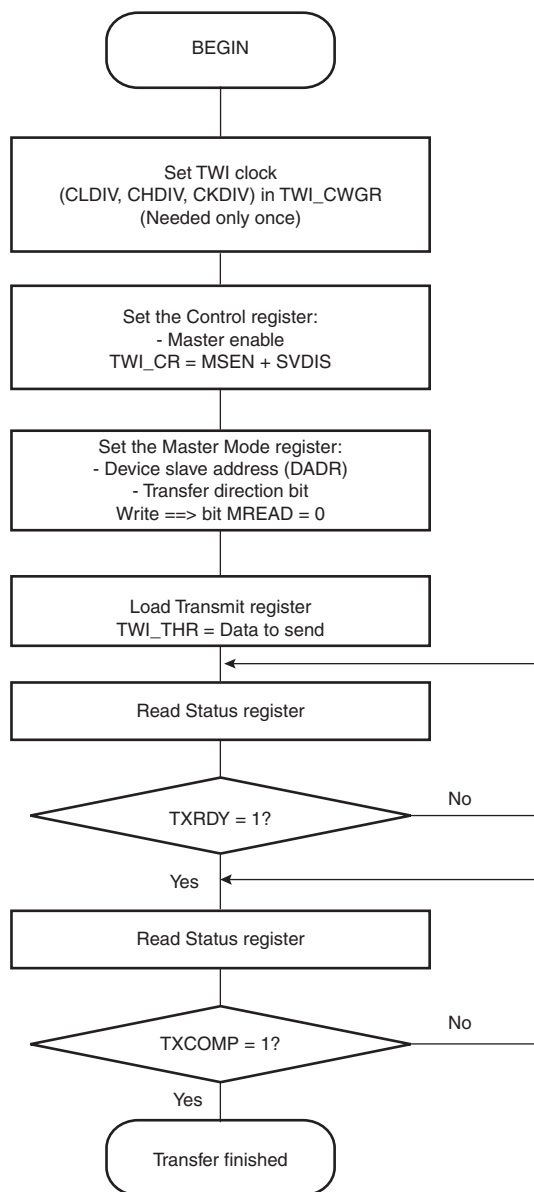 BEGIN
Set TWI clock
(CLDIV, CHDIV, CKDIV) in TWI_CWGR
(Needed only once)
Set the Control register:
- Master enable
TWI_CR = MSEN + SVDIS
Set the Master Mode register:
- Device slave address (DADR)
- Transfer direction bit
Write ==> bit MREAD = 0
Load Transmit register
TWI_THR = Data to send
Read Status register
TXRDY = 1?
No
Yes
Read Status register
TXCOMP = 1?
No
Yes
Transfer finished